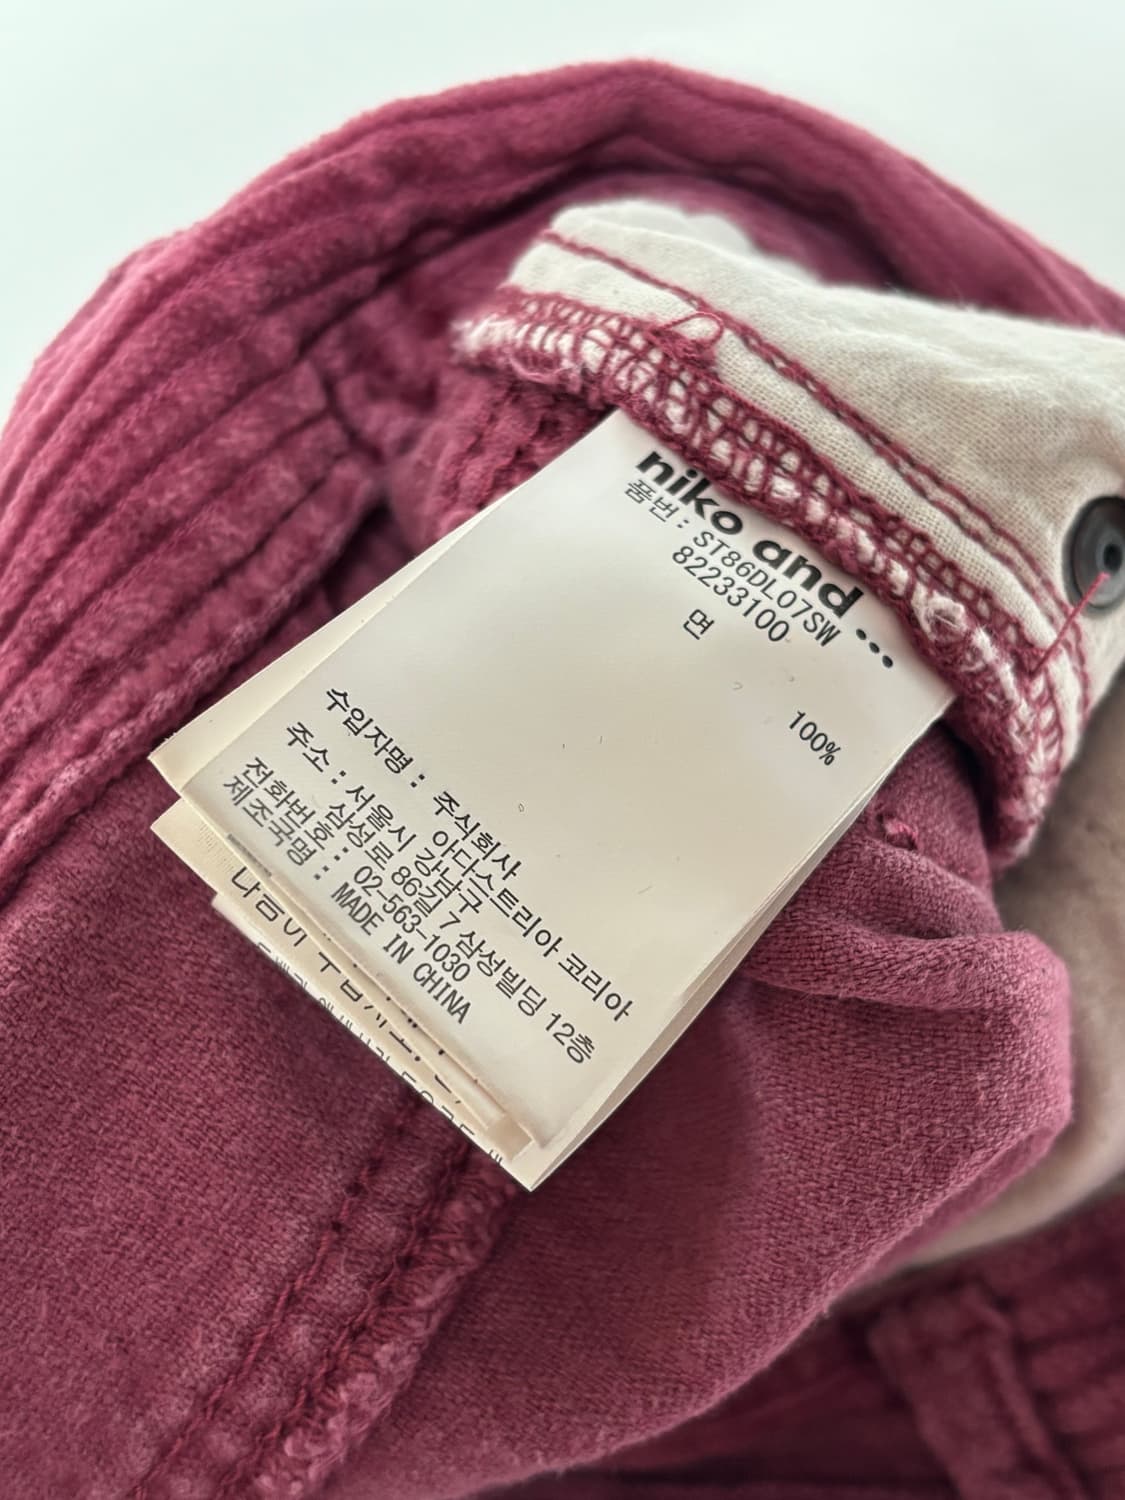 niko and ...
품번: ST86DL07SW
82233100
면 100%
수입자명 : 주식회사
아다스트리아 코리아
주소 : 서울시 강남구
삼성로 86길 7 삼성빌딩 12층
전화번호 : 02-563-1030
제조국명 : MADE IN CHINA